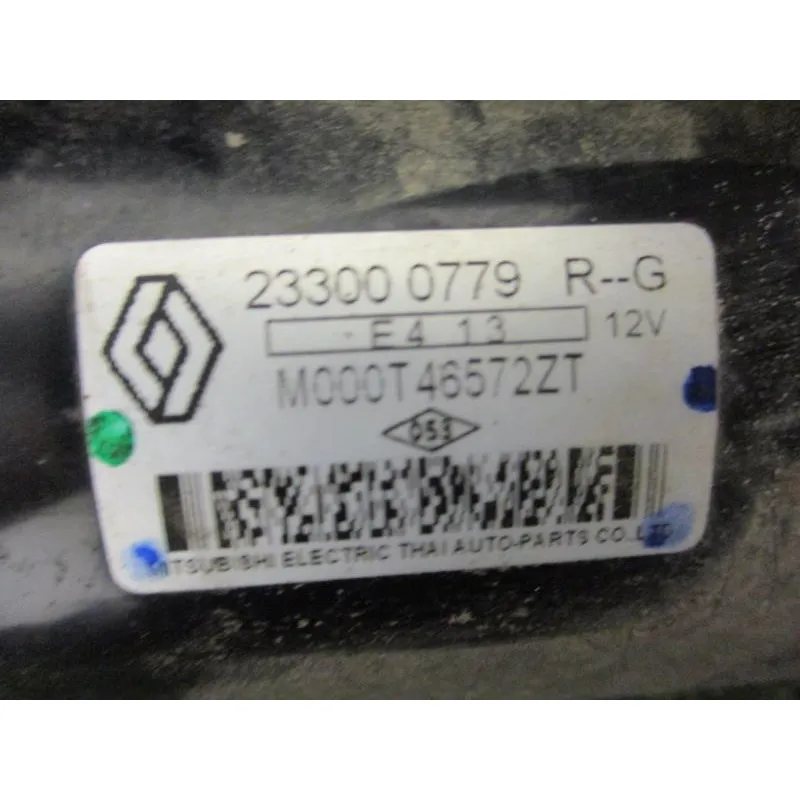 23300 0779 R--G
E4 13 12V
M000T46572ZT
053
MITSUBISHI ELECTRIC THAI AUTO-PARTS CO.,LTD